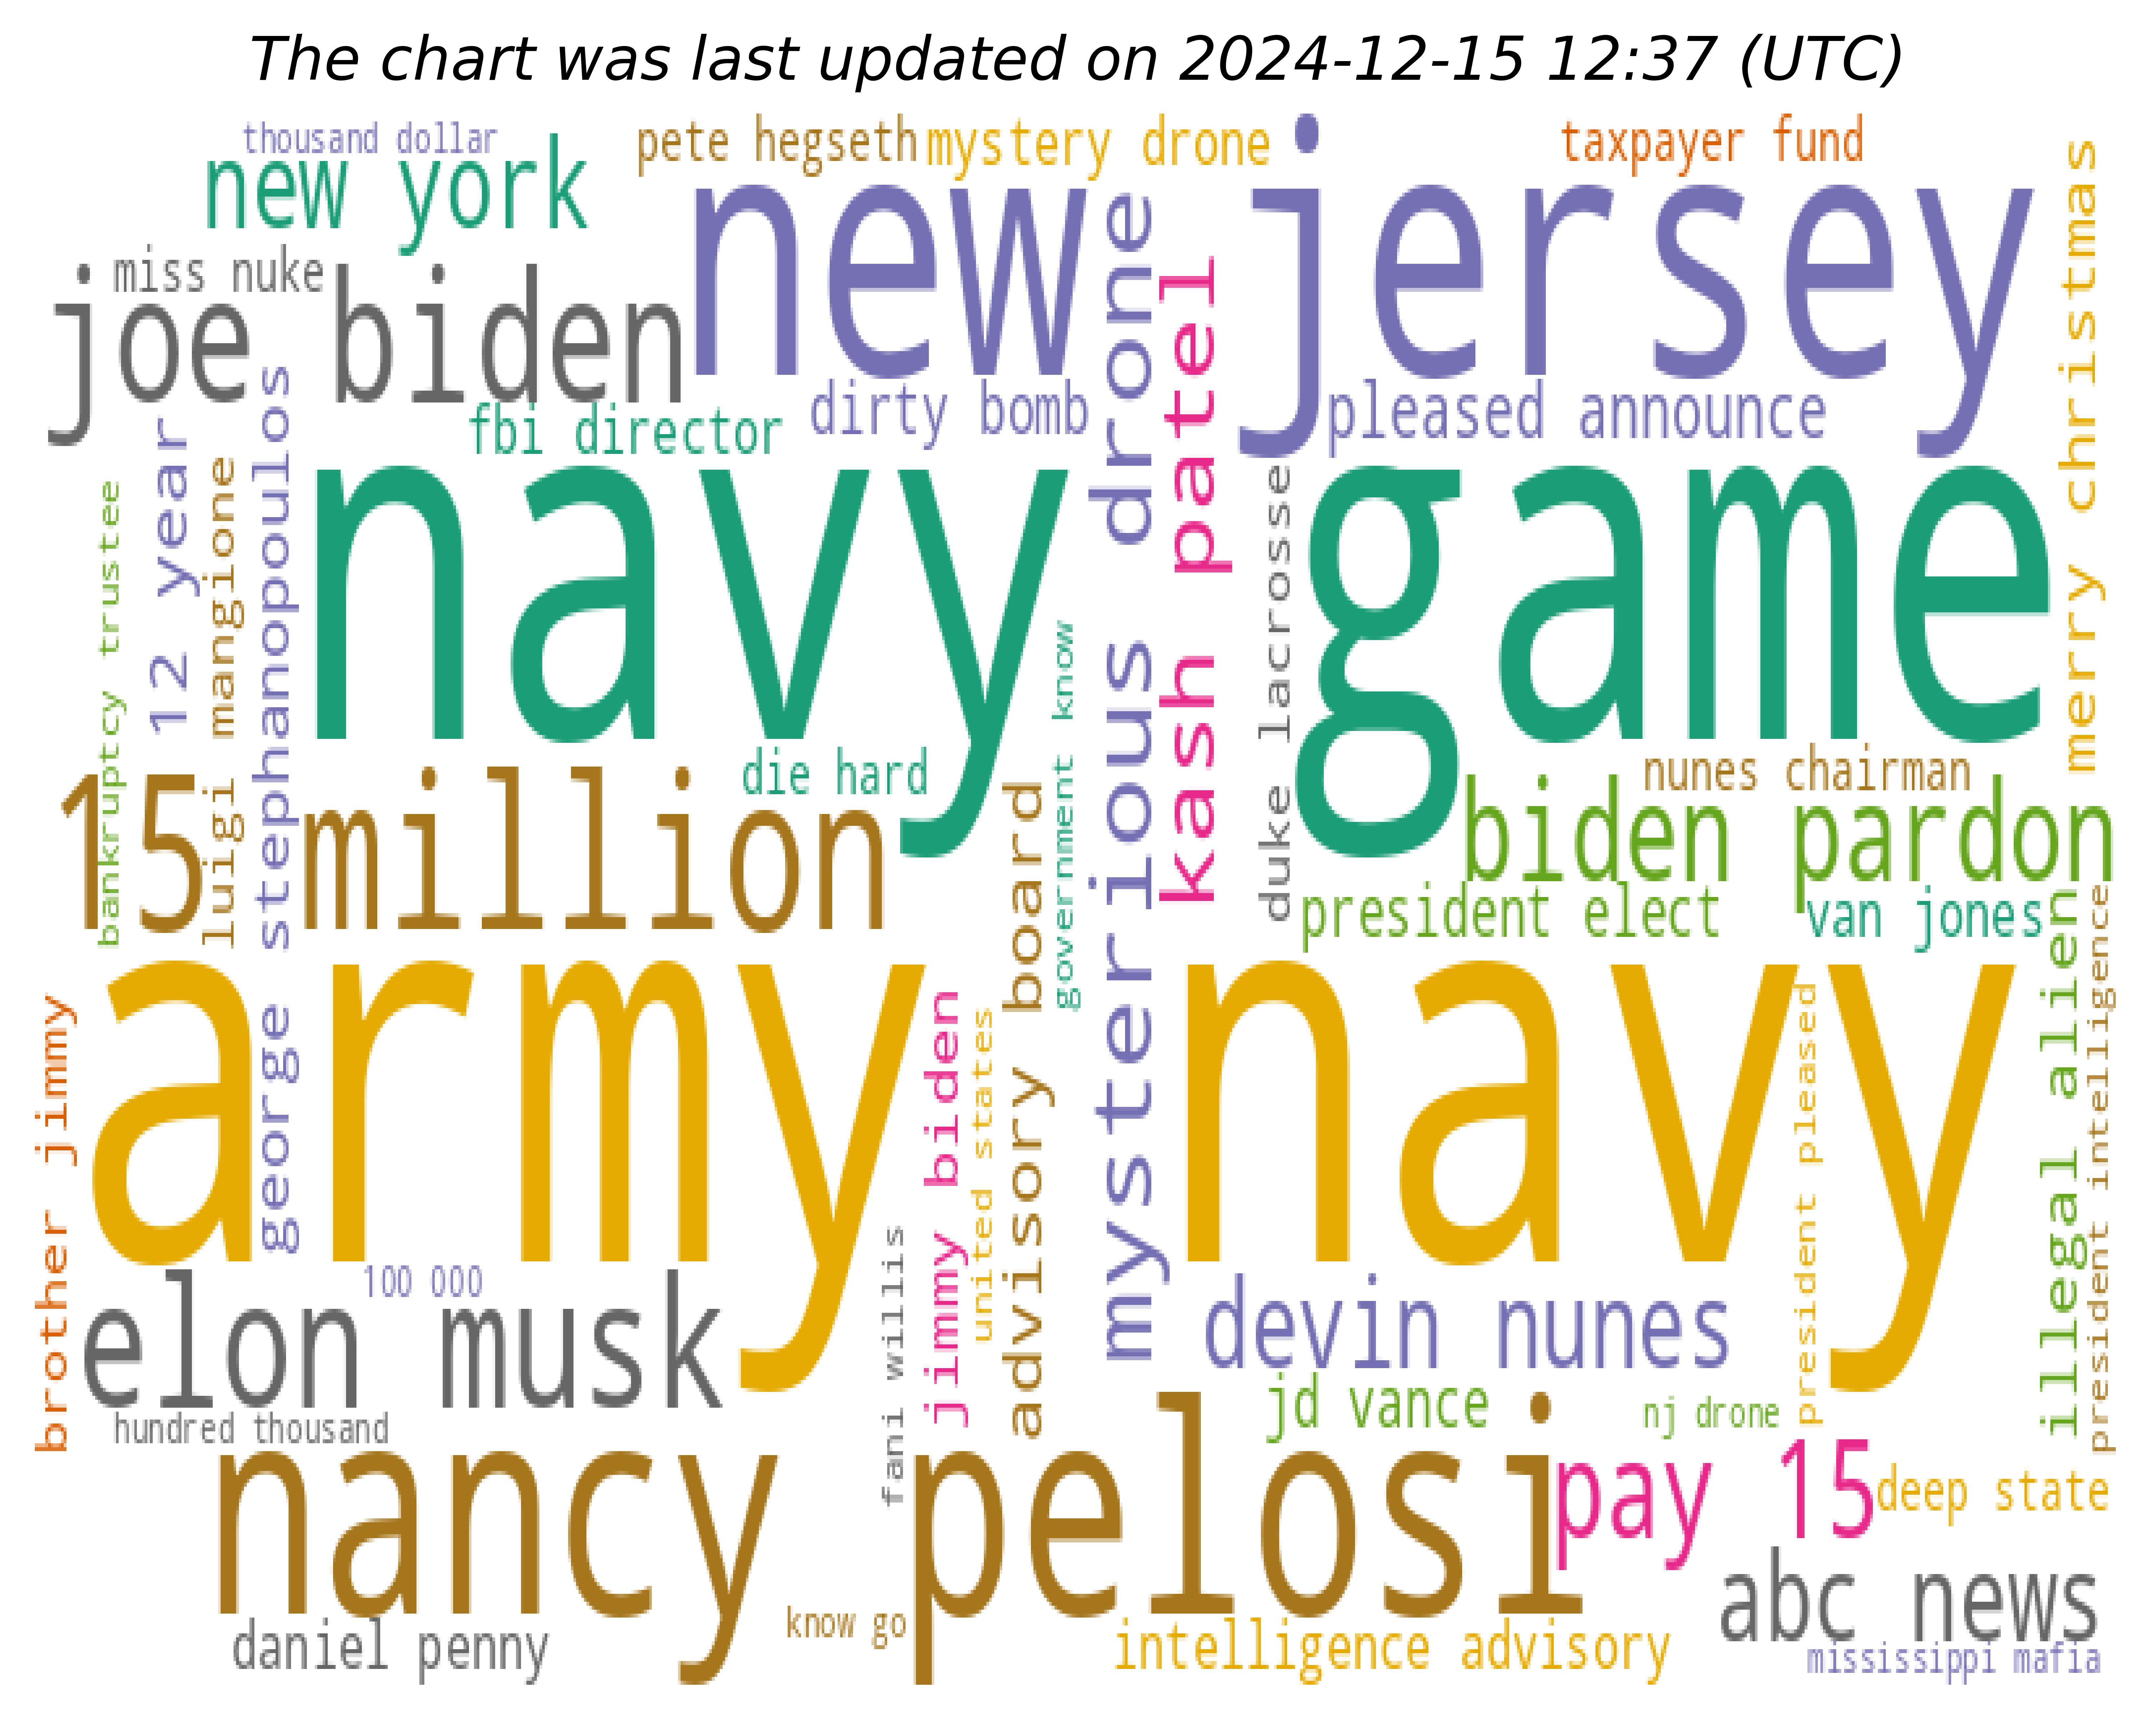 The chart was last updated on 2024-12-15 12:37 (UTC)
thousand dollar
new york
pete hegseth
mystery drone
taxpayer fund
new jersey
miss nuke
joe biden
merry christmas
mysterious drone
kash patel
fbi director
dirty bomb
pleased announce
12 year
george stephanopoulos
luigi mangione
bankruptcy trustee
navy game
duke lacrosse
government know
die hard
15 million
nunes chairman
biden pardon
president elect
van jones
advisory board
illegal alien
president intelligence
army navy
brother jimmy
jimmy biden
united states
president pleased
100 000
elon musk
fani willis
devin nunes
jd vance
nj drone
hundred thousand
nancy pelosi
pay 15
deep state
abc news
know go
daniel penny
intelligence advisory
mississippi mafia